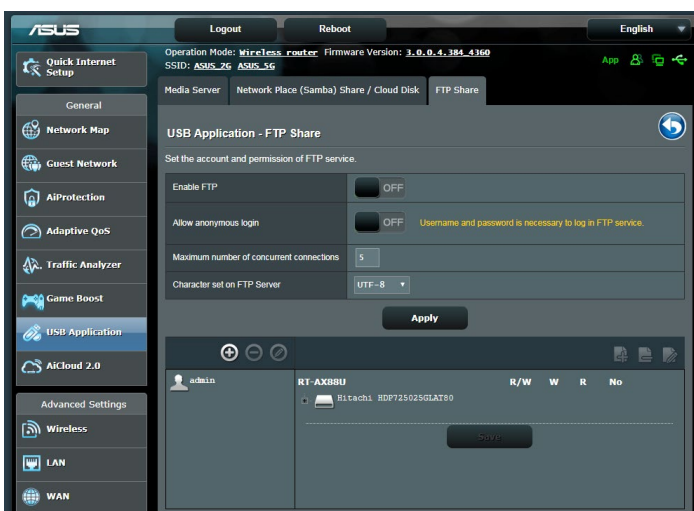 ASUS
Logout
Reboot
English
Operation Mode: Wireless router Firmware Version: 3.0.0.4.384_4360
SSID: ASUS_2G ASUS_5G
App
Quick Internet
Setup
General
Network Map
Guest Network
AiProtection
Adaptive QoS
Traffic Analyzer
Game Boost
USB Application
AiCloud 2.0
Advanced Settings
Wireless
LAN
WAN
Media Server
Network Place (Samba) Share / Cloud Disk
FTP Share
USB Application - FTP Share
Set the account and permission of FTP service.
Enable FTP
OFF
Allow anonymous login
OFF
Username and password is necessary to log in FTP service.
Maximum number of concurrent connections
5
Character set on FTP Server
UTF-8
Apply
admin
RT-AX88U
R/W
W
R
No
Hitachi HDP725025GLAT80
Save